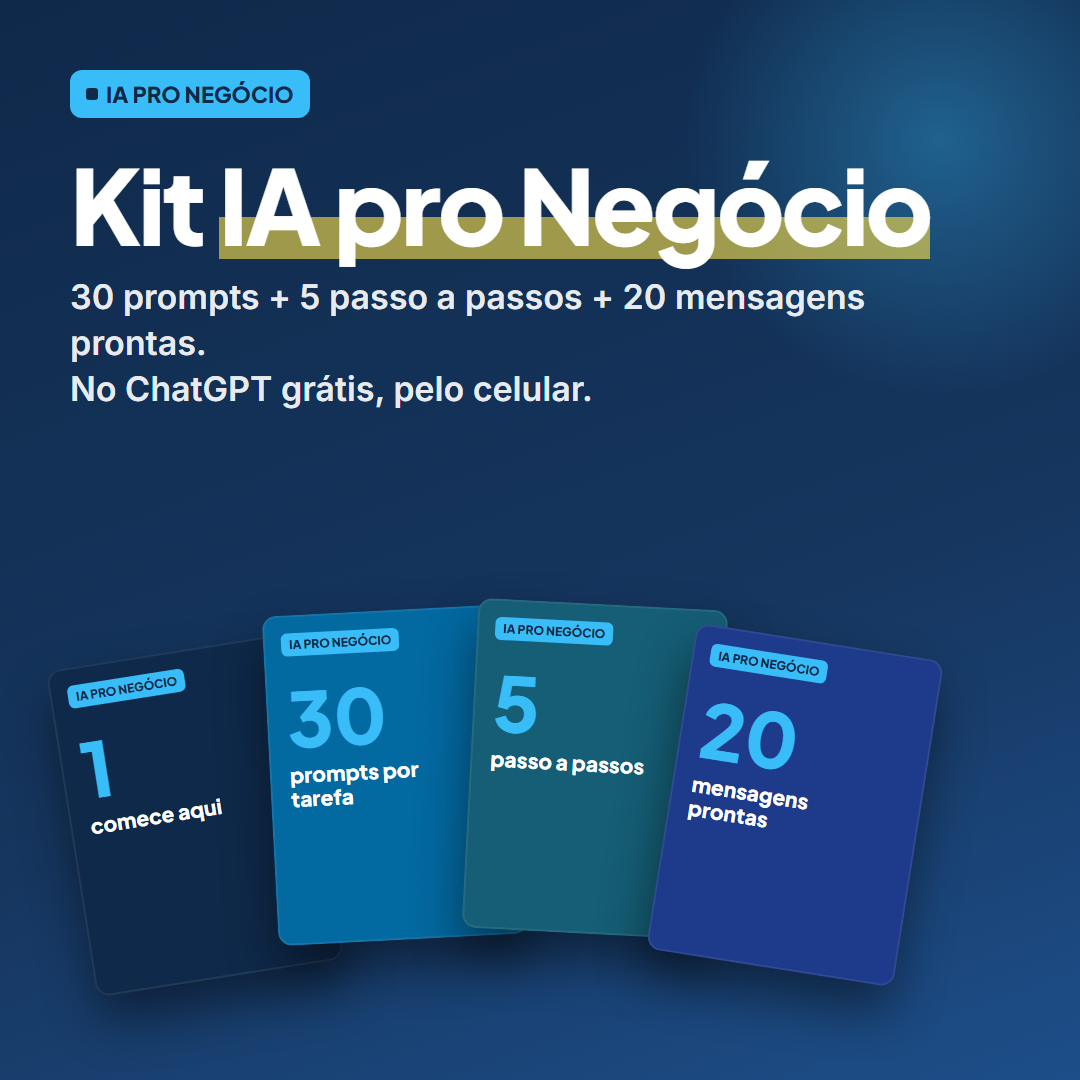 IA PRO NEGÓCIO
Kit IA pro Negócio
30 prompts + 5 passo a passos + 20 mensagens
prontas.
No ChatGPT grátis, pelo celular.
IA PRO NEGÓCIO
1
comece aqui
IA PRO NEGÓCIO
30
prompts por
tarefa
IA PRO NEGÓCIO
5
passo a passos
IA PRO NEGÓCIO
20
mensagens
prontas